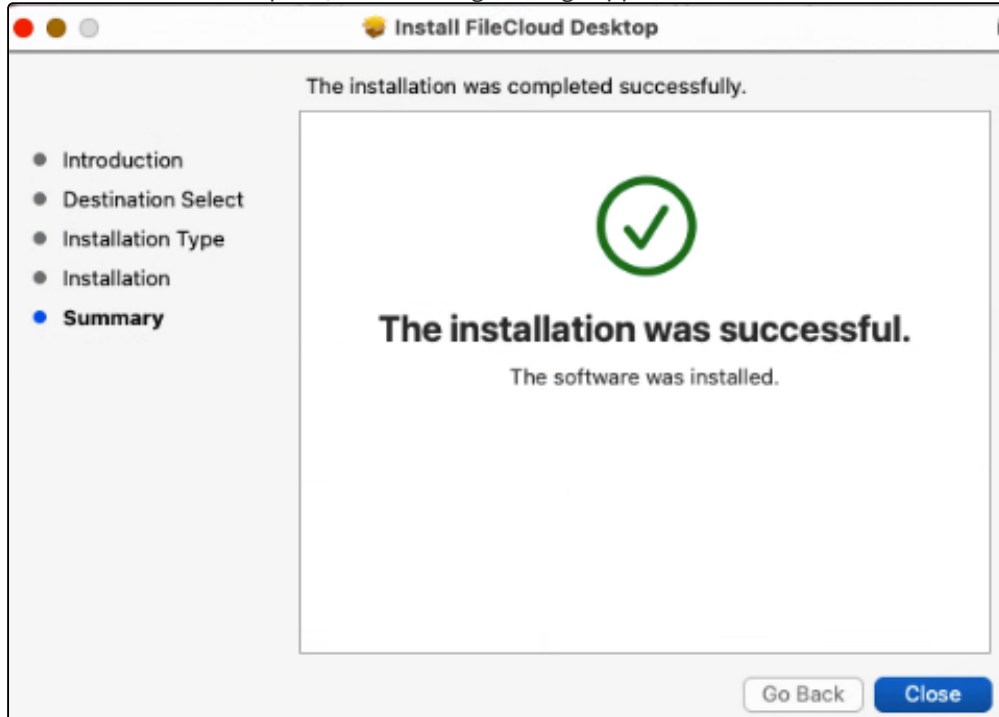 Install FileCloud Desktop
The installation was completed successfully.
Introduction
Destination Select
Installation Type
Installation
Summary
The installation was successful.
The software was installed.
Go Back
Close